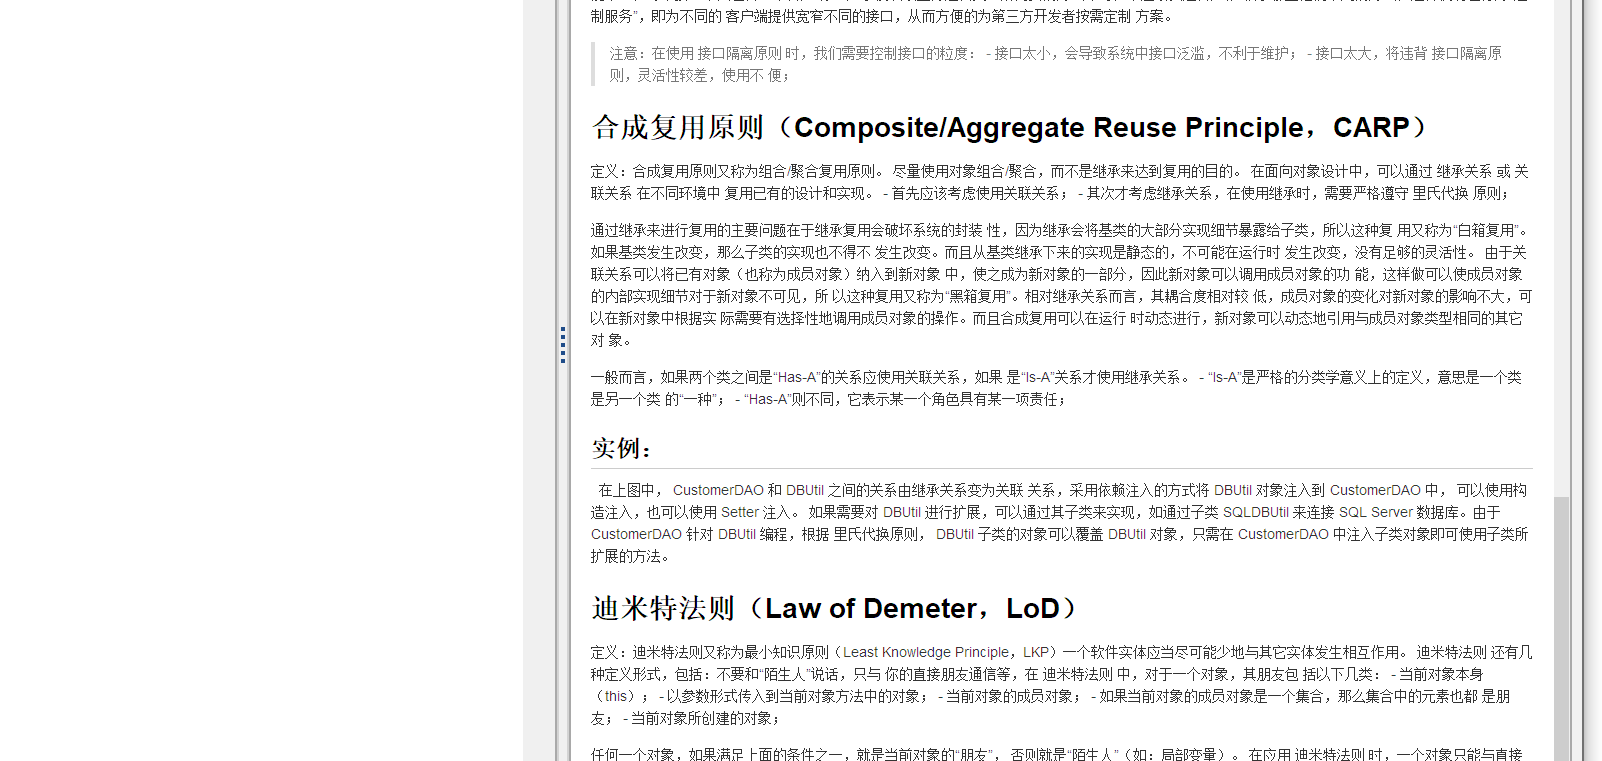 制服务”，即为不同的 客户端提供宽窄不同的接口，从而方便的为第三方开发者按需定制 方案。
注意：在使用 接口隔离原则 时，我们需要控制接口的粒度： - 接口太小，会导致系统中接口泛滥，不利于维护； - 接口太大，将违背 接口隔离原
则，灵活性较差，使用不 便；
合成复用原则（Composite/Aggregate Reuse Principle，CARP）
定义：合成复用原则又称为组合/聚合复用原则。 尽量使用对象组合/聚合，而不是继承来达到复用的目的。 在面向对象设计中，可以通过 继承关系 或 关
联关系 在不同环境中 复用已有的设计和实现。 - 首先应该考虑使用关联关系； - 其次才考虑继承关系，在使用继承时，需要严格遵守 里氏代换 原则；
通过继承来进行复用的主要问题在于继承复用会破坏系统的封装 性，因为继承会将基类的大部分实现细节暴露给子类，所以这种复 用又称为“白箱复用”。
如果基类发生改变，那么子类的实现也不得不 发生改变。而且从基类继承下来的实现是静态的，不可能在运行时 发生改变，没有足够的灵活性。 由于关
联关系可以将已有对象（也称为成员对象）纳入到新对象 中，使之成为新对象的一部分，因此新对象可以调用成员对象的功 能，这样做可以使成员对象
的内部实现细节对于新对象不可见，所 以这种复用又称为“黑箱复用”。相对继承关系而言，其耦合度相对较 低，成员对象的变化对新对象的影响不大，可
以在新对象中根据实 际需要有选择性地调用成员对象的操作。而且合成复用可以在运行 时动态进行，新对象可以动态地引用与成员对象类型相同的其它
对 象。
一般而言，如果两个类之间是“Has-A”的关系应使用关联关系，如果 是“Is-A”关系才使用继承关系。 - “Is-A”是严格的分类学意义上的定义，意思是一个类
是另一个类 的“一种”； - “Has-A”则不同，它表示某一个角色具有某一项责任；
实例：
在上图中， CustomerDAO 和 DBUtil 之间的关系由继承关系变为关联 关系，采用依赖注入的方式将 DBUtil 对象注入到 CustomerDAO 中， 可以使用构
造注入，也可以使用 Setter 注入。 如果需要对 DBUtil 进行扩展，可以通过其子类来实现，如通过子类 SQLDBUtil 来连接 SQL Server 数据库。由于
CustomerDAO 针对 DBUtil 编程，根据 里氏代换原则， DBUtil 子类的对象可以覆盖 DBUtil 对象，只需在 CustomerDAO 中注入子类对象即可使用子类所
扩展的方法。
迪米特法则（Law of Demeter，LoD）
定义：迪米特法则又称为最小知识原则（Least Knowledge Principle，LKP）一个软件实体应当尽可能少地与其它实体发生相互作用。 迪米特法则 还有几
种定义形式，包括：不要和“陌生人”说话，只与 你的直接朋友通信等，在 迪米特法则 中，对于一个对象，其朋友包 括以下几类： - 当前对象本身
（this）； - 以参数形式传入到当前对象方法中的对象； - 当前对象的成员对象； - 如果当前对象的成员对象是一个集合，那么集合中的元素也都 是朋
友； - 当前对象所创建的对象；
任何一个对象，如果满足上面的条件之一，就是当前对象的“朋友”， 否则就是“陌生人”（如：局部变量）。 在应用 迪米特法则 时，一个对象只能与直接